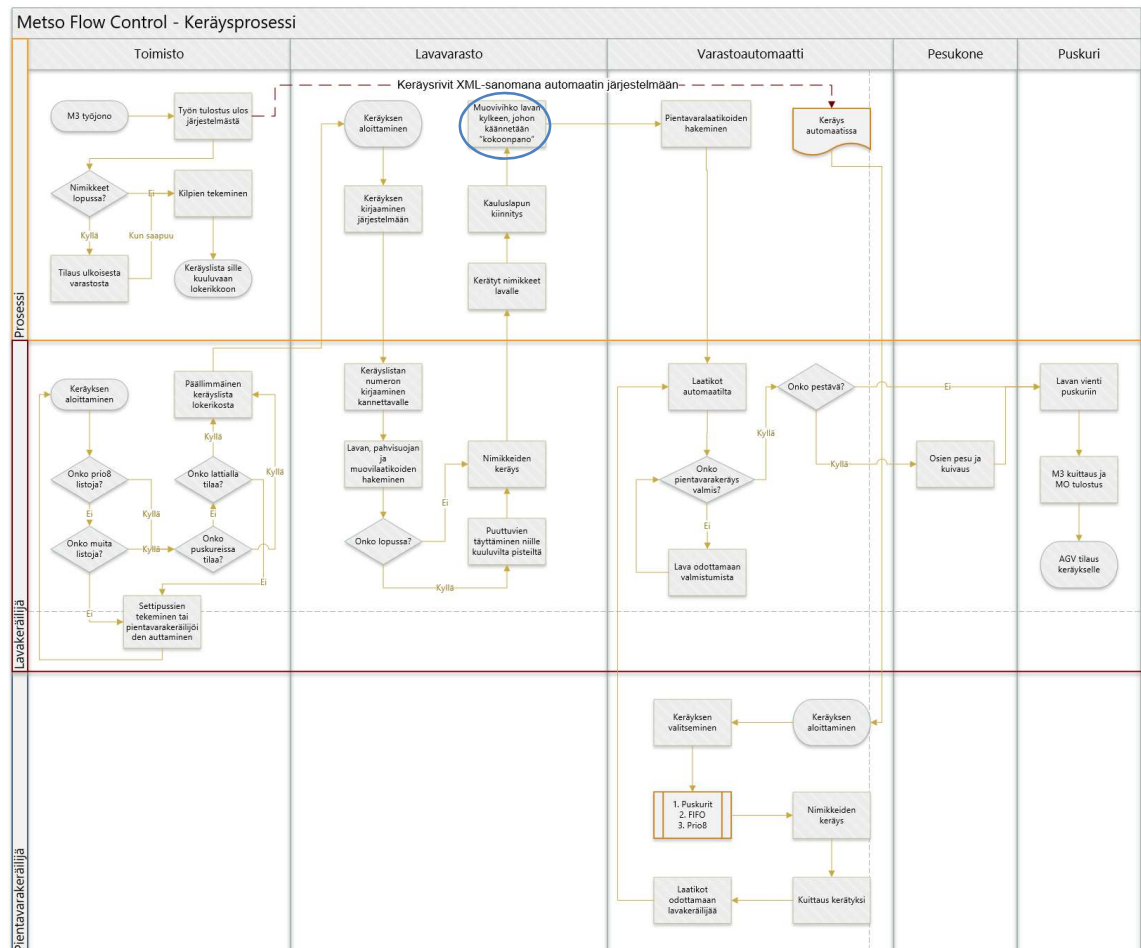 Metso Flow Control - Keräysprosessi
Toimisto
Lavavarasto
Varastoautomaatti
Pesukone
Puskuri
Prosessi
Keräysrivit XML-sanomana automaatin järjestelmään
M3 työjono
Työn tulostus ulos
järjestelmästä
Nimikkeet
lopussa?
Ei
Kilpien tekeminen
Kyllä
Kun saapuu
Tilaus ulkoisesta
varastosta
Keräyslista sille
kuuluvaan
lokerikkoon
Keräyksen
aloittaminen
Keräyksen
kirjaaminen
järjestelmään
Muovivihko lavan
kylkeen, johon
käännetään
"kokoonpano"
Kauluslapun
kiinnitys
Kerätyt nimikkeet
lavalle
Pientavaralaatikoiden
hakeminen
Keräys
automaatissa
Lavakeräilijä
Keräyksen
aloittaminen
Päällimmäinen
keräyslista
lokerikosta
Kyllä
Onko prio8
listoja?
Onko lattialla
tilaa?
Kyllä
Ei
Kyllä
Ei
Onko muita
listoja?
Kyllä
Onko
puskureissa
tilaa?
Ei
Ei
Settipussien
tekeminen tai
pientavarakeräilijöi
den auttaminen
Keräyslistan
numeron
kirjaaminen
kannettavalle
Lavan, pahvisuojan
ja
muovilaatikoiden
hakeminen
Nimikkeiden
keräys
Ei
Onko lopussa?
Puuttuvien
täyttäminen niille
kuuluvilta pisteiltä
Kyllä
Laatikot
automaatilta
Onko pestävä?
Ei
Kyllä
Onko
pientavarakeräys
valmis?
Kyllä
Ei
Lava odottamaan
valmistumista
Osien pesu ja
kuivaus
Lavan vienti
puskuriin
M3 kuittaus ja
MO tulostus
AGV tilaus
keräykselle
Pientavarakeräilijä
Keräyksen
valitseminen
Keräyksen
aloittaminen
1. Puskurit
2. FIFO
3. Prio8
Nimikkeiden
keräys
Laatikot
odottamaan
lavakeräilijää
Kuittaus kerätyksi